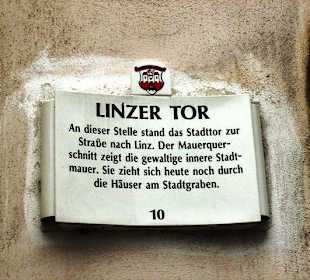 LINZER TOR
An dieser Stelle stand das Stadttor zur
Straße nach Linz. Der Mauerquer-
schnitt zeigt die gewaltige innere Stadt-
mauer. Sie zieht sich heute noch durch
die Häuser am Stadtgraben.
10